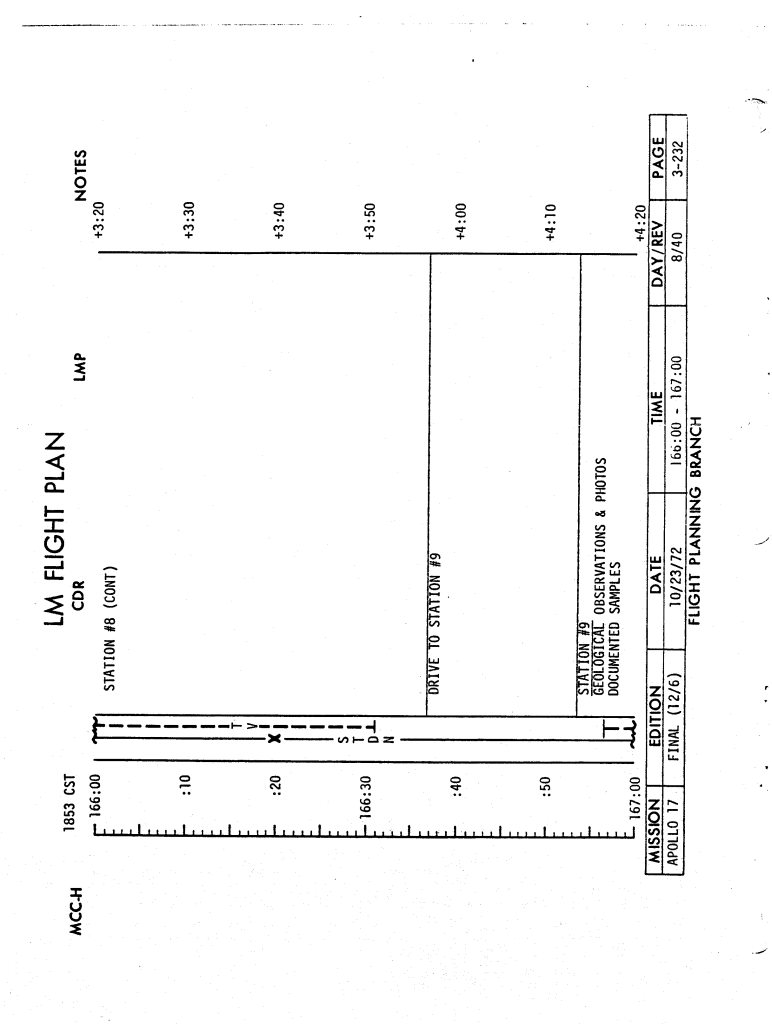 LM FLIGHT PLAN
MCC-H
1853 CST
CDR
LMP
NOTES
166:00
STATION #8 (CONT)
+3:20
:10
+3:30
T V
:20
+3:40
S T D N
166:30
+3:50
DRIVE TO STATION #9
:40
+4:00
:50
+4:10
STATION #9
GEOLOGICAL OBSERVATIONS & PHOTOS
DOCUMENTED SAMPLES
T
167:00
+4:20
MISSION EDITION DATE TIME DAY/REV PAGE
APOLLO 17 FINAL (12/6) 10/23/72 166:00 - 167:00 8/40 3-232
FLIGHT PLANNING BRANCH